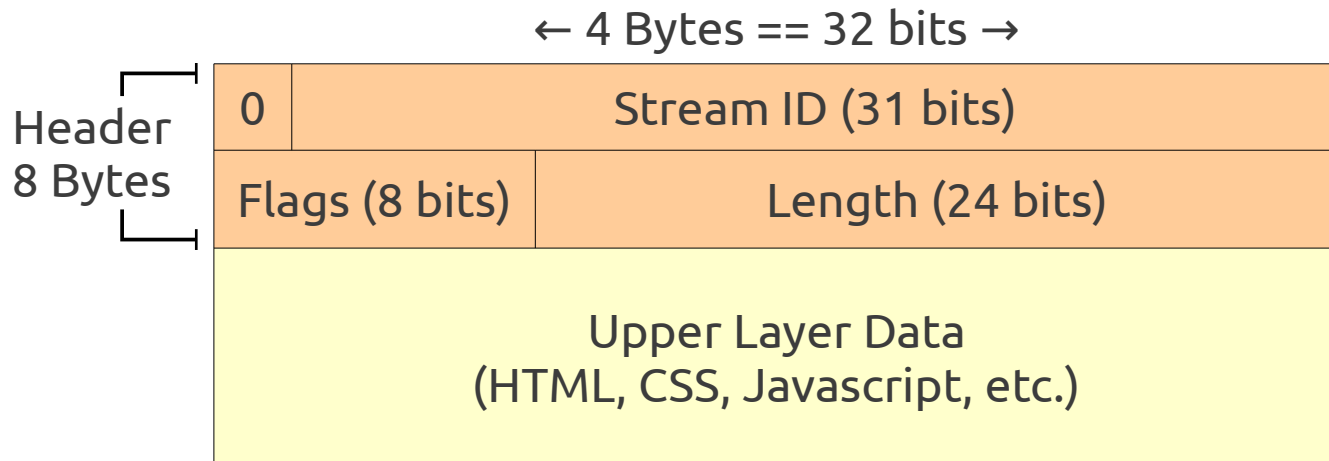 ← 4 Bytes == 32 bits →
Header
8 Bytes
0
Stream ID (31 bits)
Flags (8 bits)
Length (24 bits)
Upper Layer Data
(HTML, CSS, Javascript, etc.)